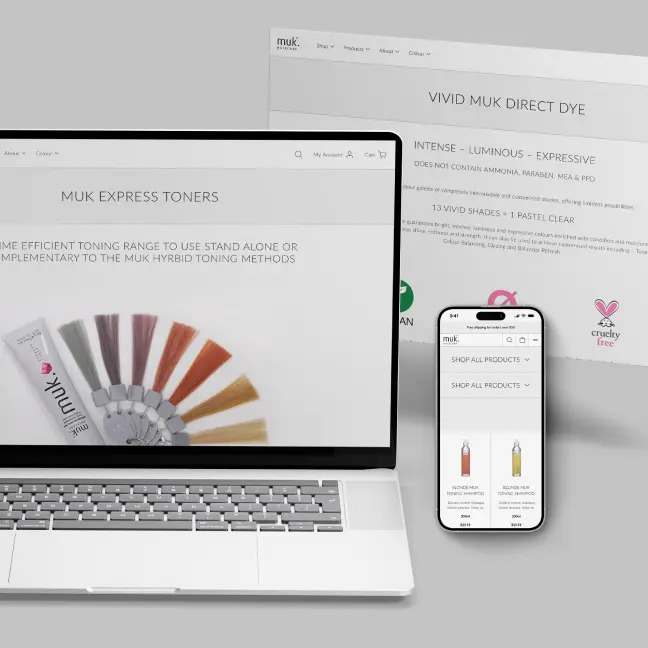 muk.
HAIRCARE
Shop
Products
About
Colour
VIVID MUK DIRECT DYE
INTENSE – LUMINOUS – EXPRESSIVE
DOES NOT CONTAIN AMMONIA, PARABEN, MEA & PPD
13 VIVID SHADES + 1 PASTEL CLEAR
cruelty
free
About
Colour
My Account
Cart
MUK EXPRESS TONERS
IME EFFICIENT TONING RANGE TO USE STAND ALONE OR
MPLEMENTARY TO THE MUK HYRBID TONING METHODS
muk.
9:41
Free shipping for orders over
muk.
SHOP ALL PRODUCTS
SHOP ALL PRODUCTS
BLONDE MUK
TONING SHAMPOO
BLONDE MUK
TONING SHAMPOO